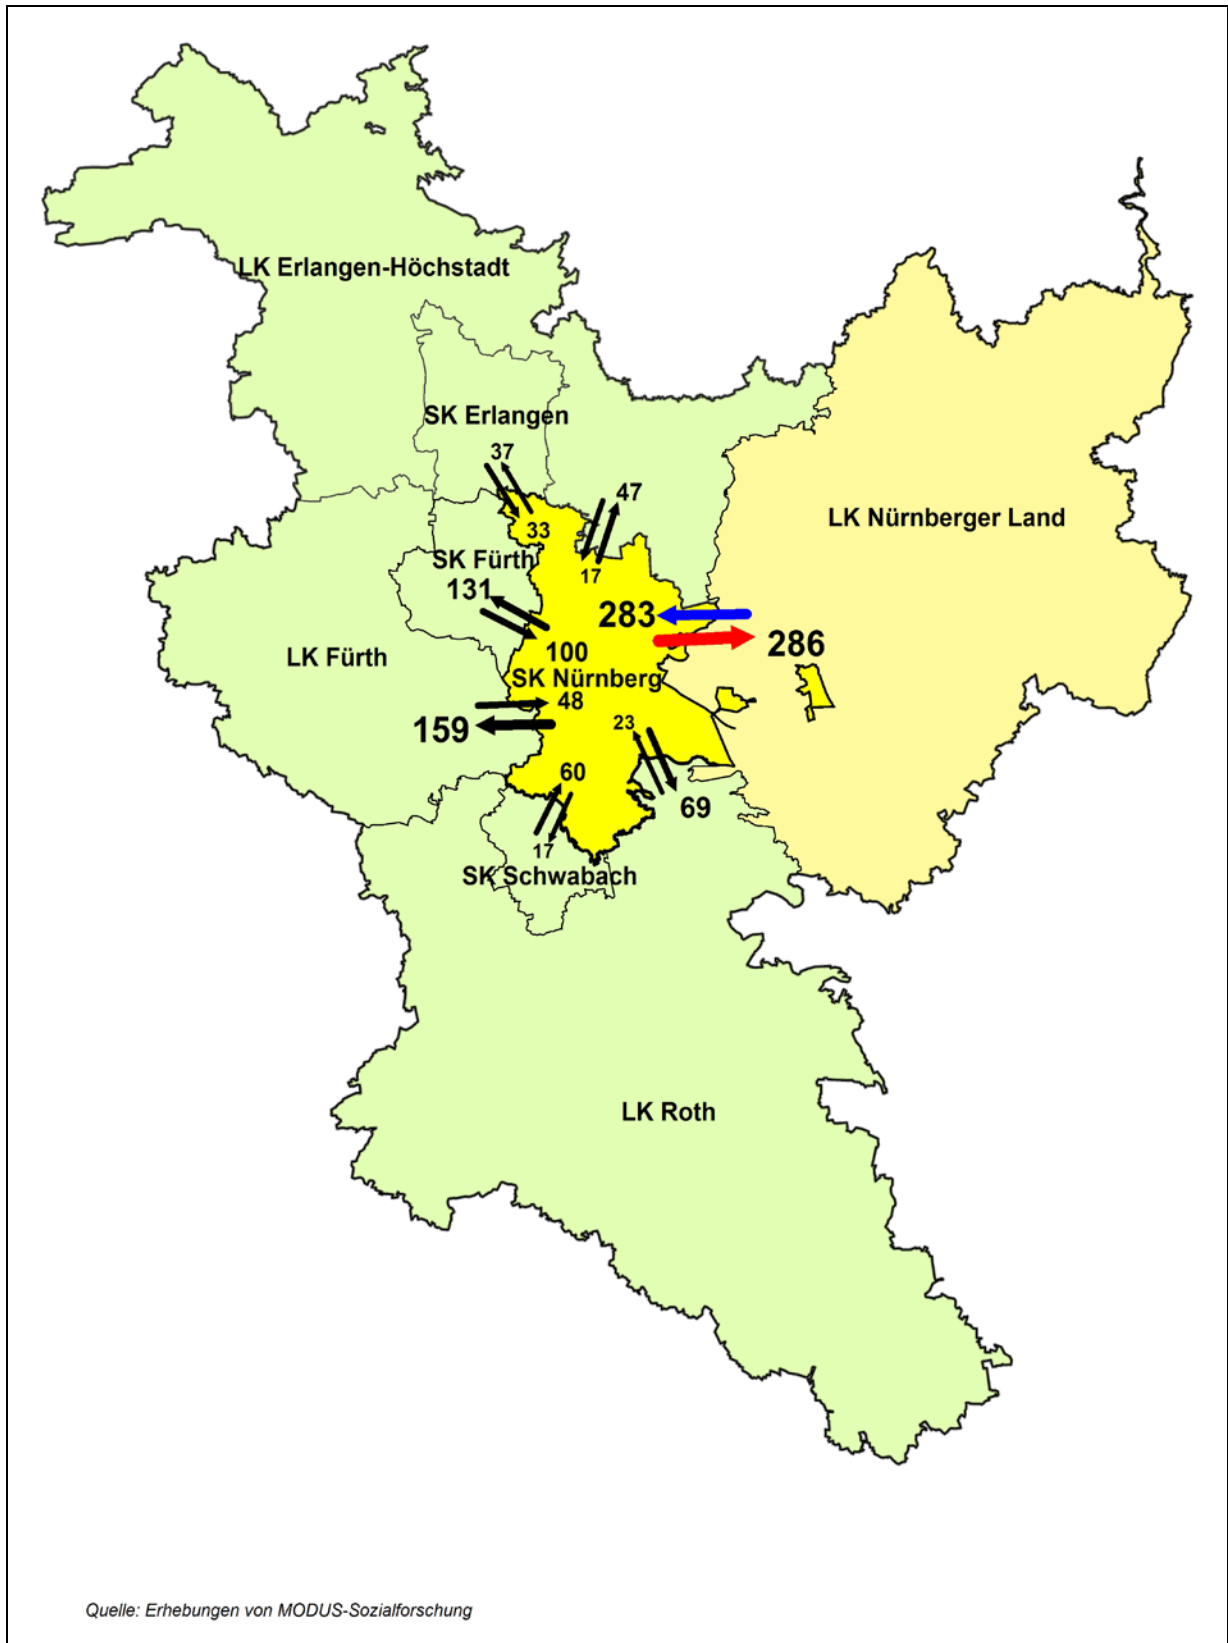 LK Erlangen-Höchstadt
SK Erlangen
37
47
LK Nürnberger Land
33
SK Fürth
17
131
283
286
100
LK Fürth
SK Nürnberg
48
159
23
60
69
17
SK Schwabach
LK Roth
Quelle: Erhebungen von MODUS-Sozialforschung